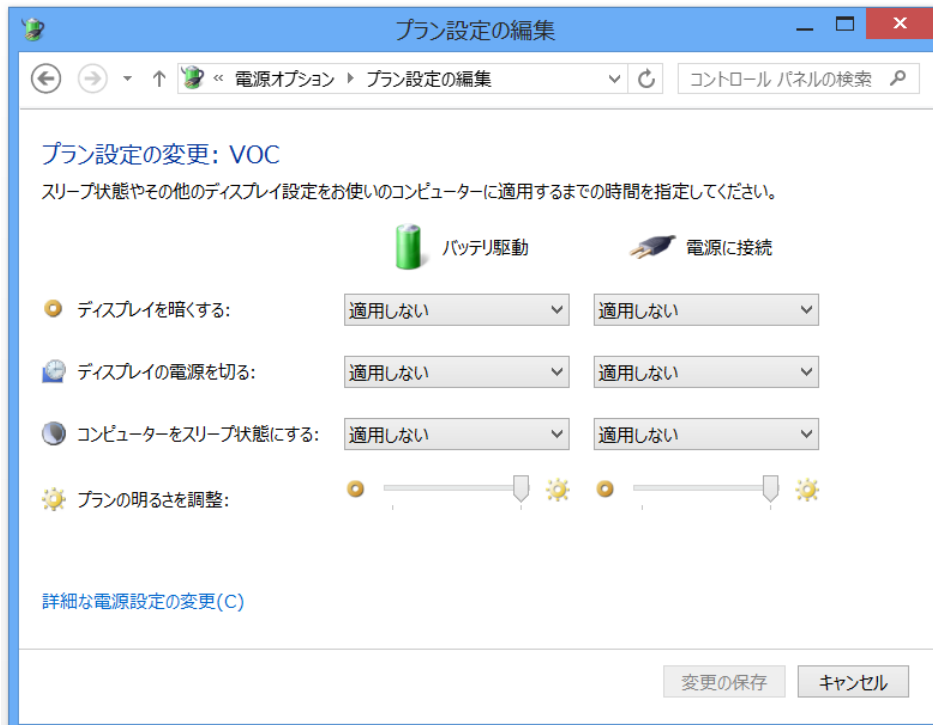 プラン設定の編集
« 電源オプション プラン設定の編集 コントロール パネルの検索
プラン設定の変更: VOC
スリープ状態やその他のディスプレイ設定をお使いのコンピューターに適用するまでの時間を指定してください。
バッテリ駆動 電源に接続
ディスプレイを暗くする: 適用しない 適用しない
ディスプレイの電源を切る: 適用しない 適用しない
コンピューターをスリープ状態にする: 適用しない 適用しない
プランの明るさを調整:
詳細な電源設定の変更(C)
変更の保存 キャンセル